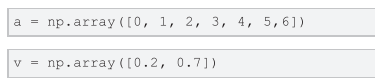 a = np.array([0, 1, 2, 3, 4, 5,6])
v = np.array([0.2, 0.7])